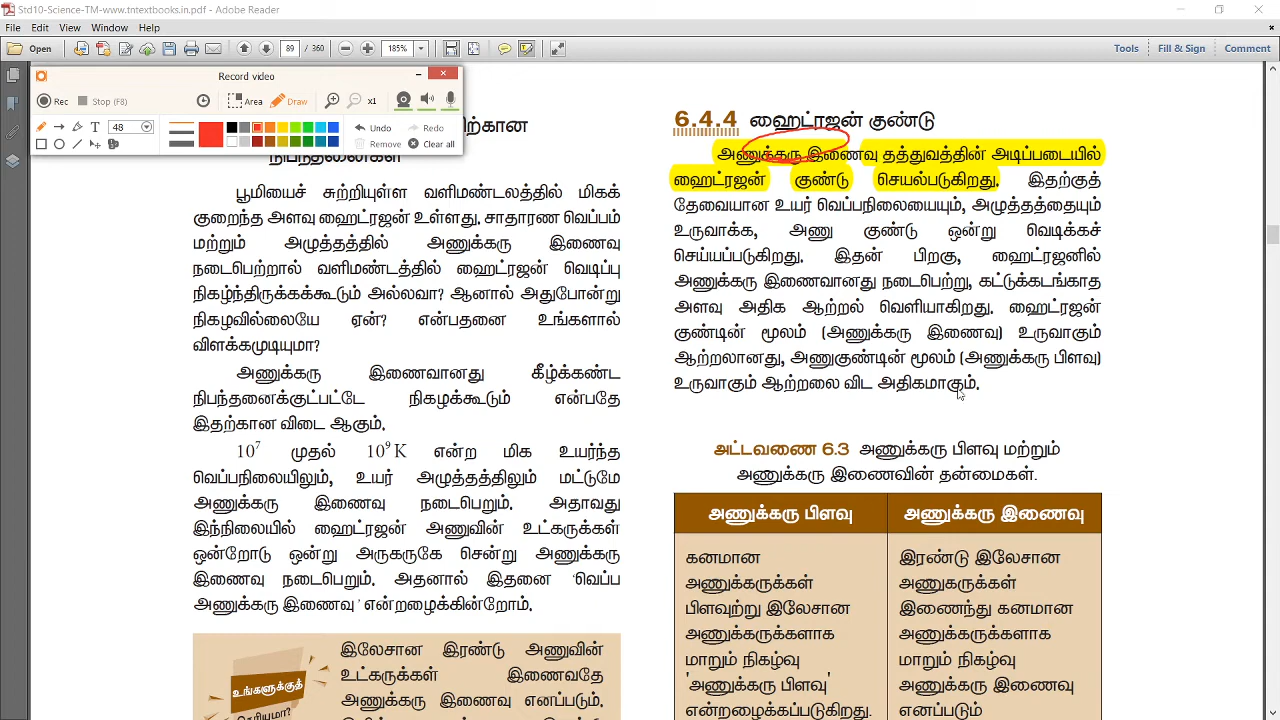 Std10-Science-TM-www.tntextbooks.in.pdf - Adobe Reader
File Edit View Window Help
Open 89 / 360 185% Tools Fill & Sign Comment
Record video
Rec Stop (F8) Area Draw x1
T 48 Undo Redo
Remove Clear all
ற்கான
நிபந்தனைகள்
பூமியைச் சுற்றியுள்ள வளிமண்டலத்தில் மிகக்
குறைந்த அளவு ஹைட்ரஜன் உள்ளது. சாதாரண வெப்பம்
மற்றும் அழுத்தத்தில் அணுக்கரு இணைவு
நடைபெற்றால் வளிமண்டத்தில் ஹைட்ரஜன் வெடிப்பு
நிகழ்ந்திருக்கக்கூடும் அல்லவா? ஆனால் அதுபோன்று
நிகழவில்லையே ஏன்? என்பதனை உங்களால்
விளக்கமுடியுமா?
அணுக்கரு இணைவானது கீழ்க்கண்ட
நிபந்தனைக்குட்பட்டே நிகழக்கூடும் என்பதே
இதற்கான விடை ஆகும்.
10⁷ முதல் 10⁹ K என்ற மிக உயர்ந்த
வெப்பநிலையிலும், உயர் அழுத்தத்திலும் மட்டுமே
அணுக்கரு இணைவு நடைபெறும். அதாவது
இந்நிலையில் ஹைட்ரஜன் அணுவின் உட்கருக்கள்
ஒன்றோடு ஒன்று அருகருகே சென்று அணுக்கரு
இணைவு நடைபெறும். அதனால் இதனை 'வெப்ப
அணுக்கரு இணைவு ' என்றழைக்கின்றோம்.
உங்களுக்குத்
தெரியுமா?
இலேசான இரண்டு அணுவின்
உட்கருக்கள் இணைவதே
அணுக்கரு இணைவு எனப்படும்.
6.4.4 ஹைட்ரஜன் குண்டு
அணுக்கரு இணைவு தத்துவத்தின் அடிப்படையில்
ஹைட்ரஜன் குண்டு செயல்படுகிறது. இதற்குத்
தேவையான உயர் வெப்பநிலையையும், அழுத்தத்தையும்
உருவாக்க, அணு குண்டு ஒன்று வெடிக்கச்
செய்யப்படுகிறது. இதன் பிறகு, ஹைட்ரஜனில்
அணுக்கரு இணைவானது நடைபெற்று, கட்டுக்கடங்காத
அளவு அதிக ஆற்றல் வெளியாகிறது. ஹைட்ரஜன்
குண்டின் மூலம் (அணுக்கரு இணைவு) உருவாகும்
ஆற்றலானது, அணுகுண்டின் மூலம் (அணுக்கரு பிளவு)
உருவாகும் ஆற்றலை விட அதிகமாகும்.
அட்டவணை 6.3 அணுக்கரு பிளவு மற்றும்
அணுக்கரு இணைவின் தன்மைகள்.
அணுக்கரு பிளவு
கனமான
அணுக்கருக்கள்
பிளவுற்று இலேசான
அணுக்கருக்களாக
மாறும் நிகழ்வு
'அணுக்கரு பிளவு'
என்றழைக்கப்படுகிறது.
அணுக்கரு இணைவு
இரண்டு இலேசான
அணுகருக்கள்
இணைந்து கனமான
அணுக்கருக்களாக
மாறும் நிகழ்வு
அணுக்கரு இணைவு
எனப்படும்